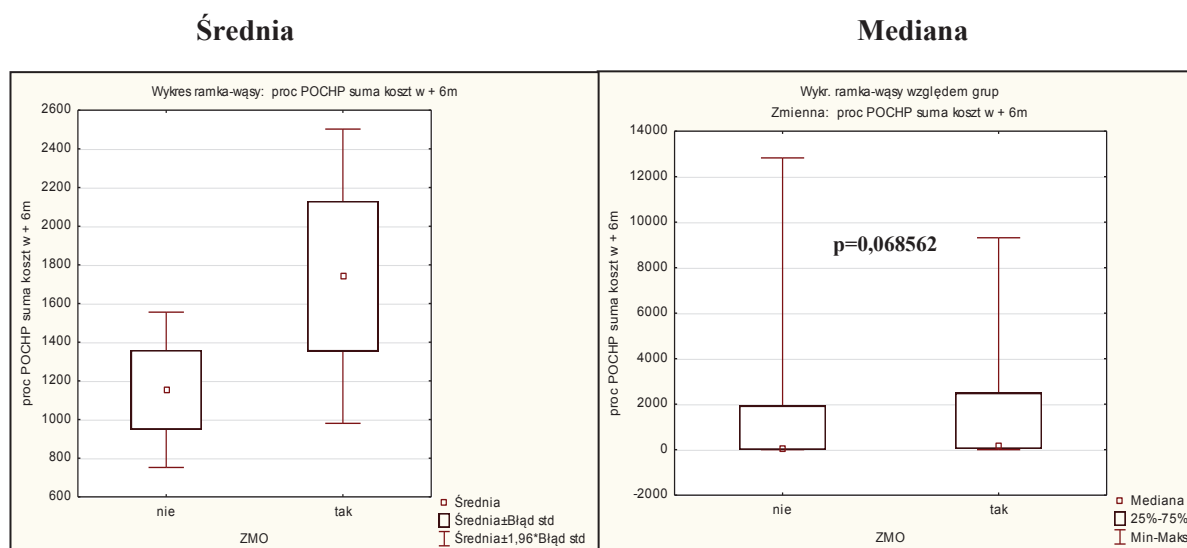 Średnia
Wykres ramka-wąsy: proc POCHP suma koszt w + 6m
proc POCHP suma koszt w + 6m
2600
2400
2200
2000
1800
1600
1400
1200
1000
800
600
nie
tak
ZMO
Średnia
Średnia±Błąd std
Średnia±1,96*Błąd std
Mediana
Wykr. ramka-wąsy względem grup
Zmienna: proc POCHP suma koszt w + 6m
proc POCHP suma koszt w + 6m
14000
12000
10000
8000
6000
4000
2000
0
-2000
p=0,068562
nie
tak
ZMO
Mediana
25%-75%
Min-Maks